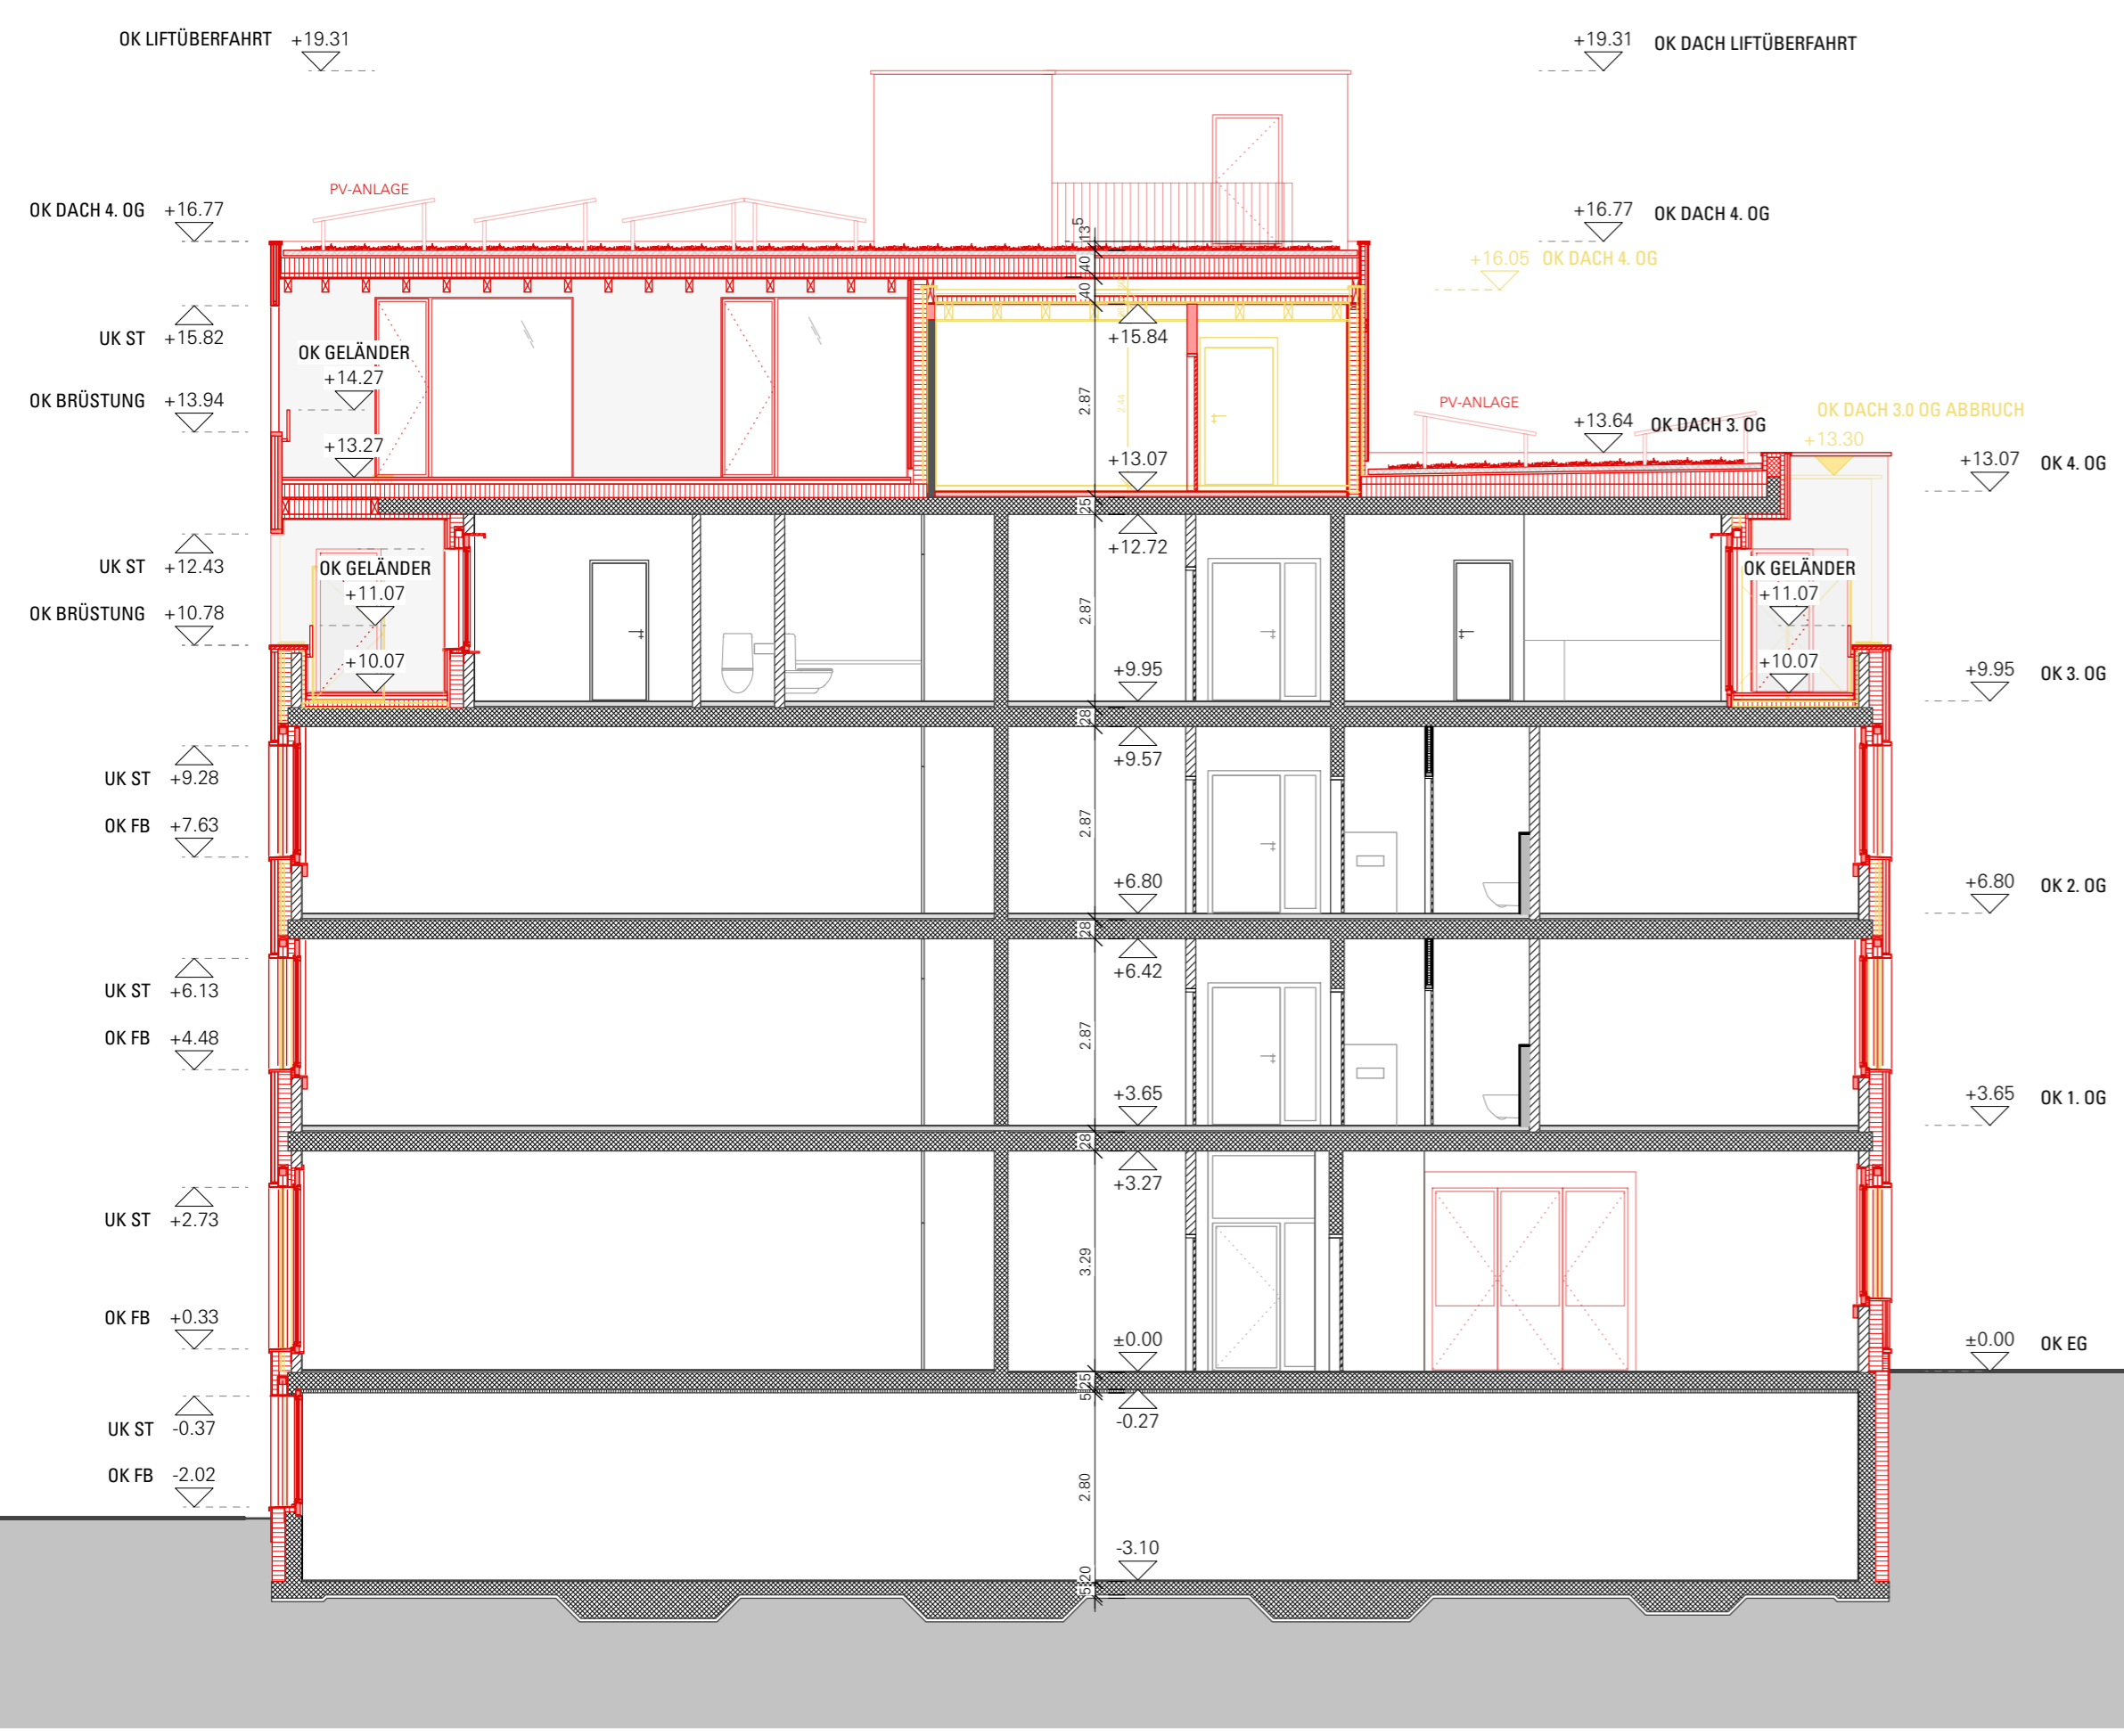 OK LIFTÜBERFAHRT +19.31
+19.31 OK DACH LIFTÜBERFAHRT
PV-ANLAGE
OK DACH 4. OG +16.77
+16.77 OK DACH 4. OG
13⁵
+16.05 OK DACH 4. OG
40
40
UK ST +15.82
+15.84
OK GELÄNDER
+14.27
OK BRÜSTUNG +13.94
2.87
2.44
PV-ANLAGE
+13.64 OK DACH 3. OG
OK DACH 3.0 OG ABBRUCH
+13.30
+13.27
+13.07
+13.07 OK 4. OG
25
+12.72
UK ST +12.43
OK GELÄNDER
+11.07
OK GELÄNDER
+11.07
OK BRÜSTUNG +10.78
2.87
+10.07
+9.95
+10.07
+9.95 OK 3. OG
28
+9.57
UK ST +9.28
OK FB +7.63
2.87
+6.80
+6.80 OK 2. OG
28
+6.42
UK ST +6.13
OK FB +4.48
2.87
+3.65
+3.65 OK 1. OG
28
+3.27
UK ST +2.73
3.29
OK FB +0.33
±0.00
±0.00 OK EG
25
5
-0.27
UK ST -0.37
OK FB -2.02
2.80
-3.10
20
5